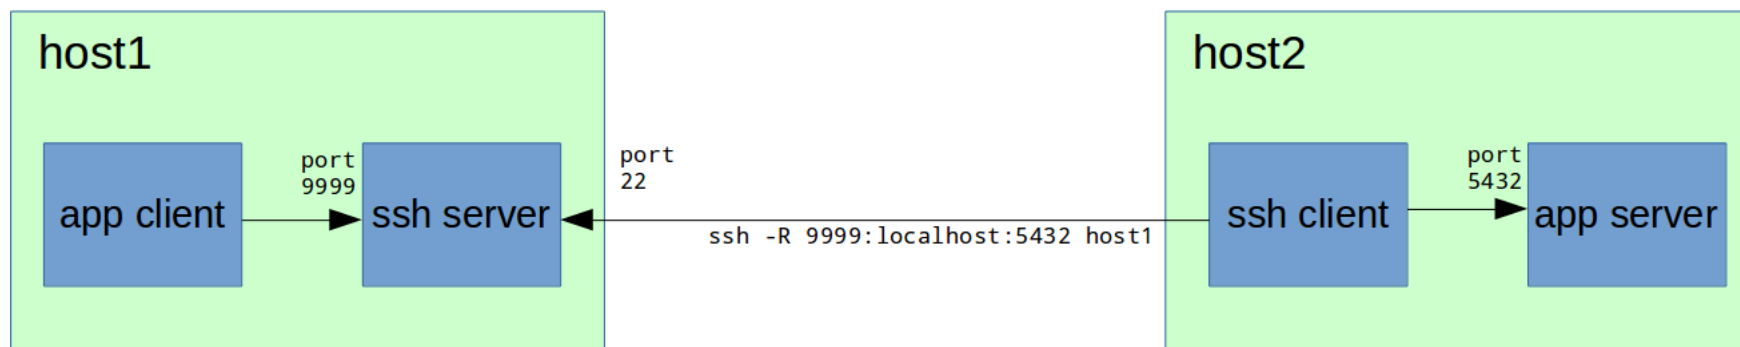 host1
app client
port
9999
ssh server
port
22
ssh -R 9999:localhost:5432 host1
host2
ssh client
port
5432
app server